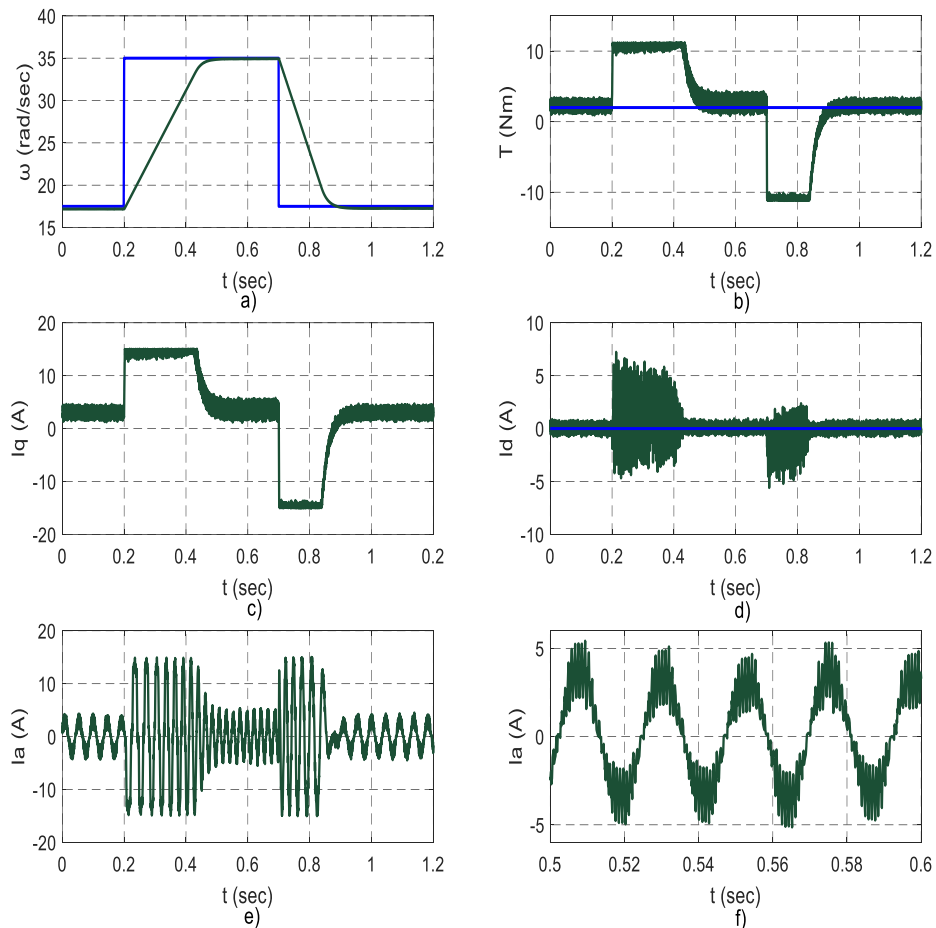 40
35
30
25
20
15
ω (rad/sec)
0 0.2 0.4 0.6 0.8 1 1.2
t (sec)
a)
10
0
-10
T (Nm)
0 0.2 0.4 0.6 0.8 1 1.2
t (sec)
b)
20
10
0
-10
-20
Iq (A)
0 0.2 0.4 0.6 0.8 1 1.2
t (sec)
c)
10
5
0
-5
-10
Id (A)
0 0.2 0.4 0.6 0.8 1 1.2
t (sec)
d)
20
10
0
-10
-20
Ia (A)
0 0.2 0.4 0.6 0.8 1 1.2
t (sec)
e)
5
0
-5
Ia (A)
0.5 0.52 0.54 0.56 0.58 0.6
t (sec)
f)